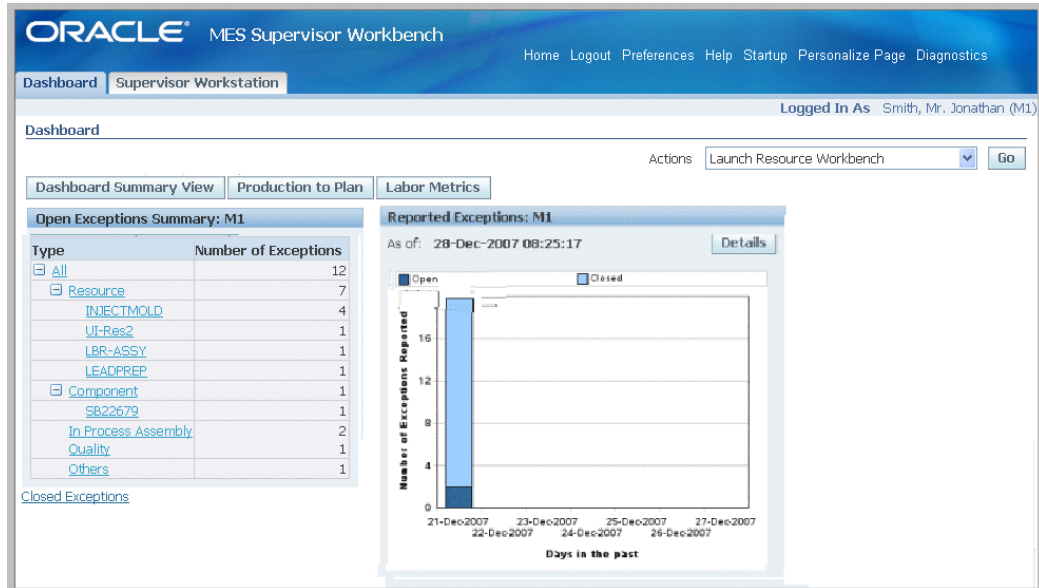 ORACLE® MES Supervisor Workbench
Home Logout Preferences Help Startup Personalize Page Diagnostics
Dashboard Supervisor Workstation
Logged In As Smith, Mr. Jonathan (M1)
Dashboard
Actions Launch Resource Workbench Go
Dashboard Summary View Production to Plan Labor Metrics
Open Exceptions Summary: M1
Type Number of Exceptions
All 12
Resource 7
INJECTMOLD 4
UI-Res2 1
LBR-ASSY 1
LEADPREP 1
Component 1
SB22679 1
In Process Assembly 2
Quality 1
Others 1
Closed Exceptions
Reported Exceptions: M1
As of: 28-Dec-2007 08:25:17 Details
Open Closed
Number of Exceptions Reported
16
12
8
4
0
21-Dec-2007 23-Dec-2007 25-Dec-2007 27-Dec-2007
22-Dec-2007 24-Dec-2007 26-Dec-2007
Days in the past